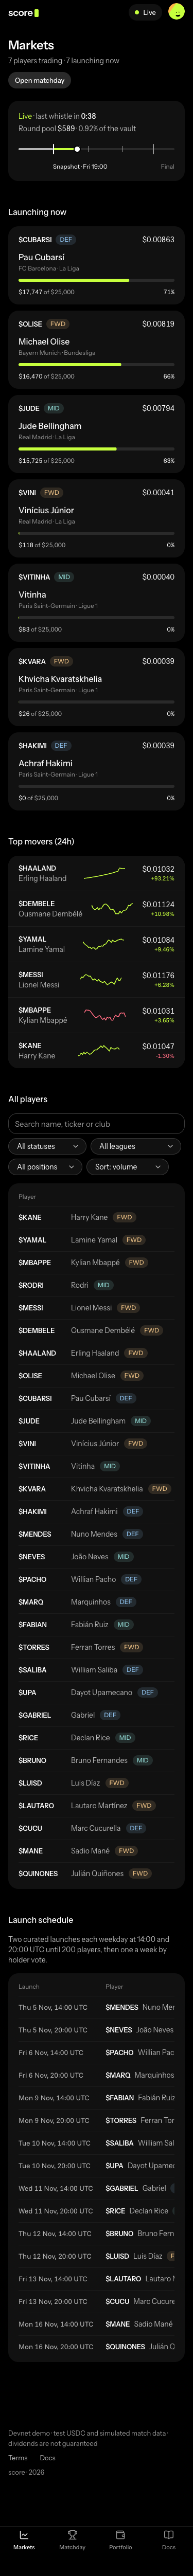 score
Live
Markets
7 players trading · 7 launching now
Open matchday
Live · last whistle in 0:38
Round pool $589 · 0.92% of the vault
Snapshot · Fri 19:00
Final
Launching now
$CUBARSI DEF $0.00863
Pau Cubarsí
FC Barcelona · La Liga
$17,747 of $25,000 71%
$OLISE FWD $0.00819
Michael Olise
Bayern Munich · Bundesliga
$16,470 of $25,000 66%
$JUDE MID $0.00794
Jude Bellingham
Real Madrid · La Liga
$15,725 of $25,000 63%
$VINI FWD $0.00041
Vinícius Júnior
Real Madrid · La Liga
$118 of $25,000 0%
$VITINHA MID $0.00040
Vitinha
Paris Saint-Germain · Ligue 1
$83 of $25,000 0%
$KVARA FWD $0.00039
Khvicha Kvaratskhelia
Paris Saint-Germain · Ligue 1
$26 of $25,000 0%
$HAKIMI DEF $0.00039
Achraf Hakimi
Paris Saint-Germain · Ligue 1
$0 of $25,000 0%
Top movers (24h)
$HAALAND $0.01032
Erling Haaland +93.21%
$DEMBELE $0.01124
Ousmane Dembélé +10.98%
$YAMAL $0.01084
Lamine Yamal +9.46%
$MESSI $0.01176
Lionel Messi +6.28%
$MBAPPE $0.01031
Kylian Mbappé +3.65%
$KANE $0.01047
Harry Kane -1.30%
All players
Search name, ticker or club
All statuses All leagues
All positions Sort: volume
Player
$KANE Harry Kane FWD
$YAMAL Lamine Yamal FWD
$MBAPPE Kylian Mbappé FWD
$RODRI Rodri MID
$MESSI Lionel Messi FWD
$DEMBELE Ousmane Dembélé FWD
$HAALAND Erling Haaland FWD
$OLISE Michael Olise FWD
$CUBARSI Pau Cubarsí DEF
$JUDE Jude Bellingham MID
$VINI Vinícius Júnior FWD
$VITINHA Vitinha MID
$KVARA Khvicha Kvaratskhelia FWD
$HAKIMI Achraf Hakimi DEF
$MENDES Nuno Mendes DEF
$NEVES João Neves MID
$PACHO Willian Pacho DEF
$MARQ Marquinhos DEF
$FABIAN Fabián Ruiz MID
$TORRES Ferran Torres FWD
$SALIBA William Saliba DEF
$UPA Dayot Upamecano DEF
$GABRIEL Gabriel DEF
$RICE Declan Rice MID
$BRUNO Bruno Fernandes MID
$LUISD Luis Díaz FWD
$LAUTARO Lautaro Martínez FWD
$CUCU Marc Cucurella DEF
$MANE Sadio Mané FWD
$QUINONES Julián Quiñones FWD
Launch schedule
Two curated launches each weekday at 14:00 and
20:00 UTC until 200 players, then one a week by
holder vote.
Launch Player
Thu 5 Nov, 14:00 UTC $MENDES Nuno Mer
Thu 5 Nov, 20:00 UTC $NEVES João Neves
Fri 6 Nov, 14:00 UTC $PACHO Willian Pac
Fri 6 Nov, 20:00 UTC $MARQ Marquinhos
Mon 9 Nov, 14:00 UTC $FABIAN Fabián Ruiz
Mon 9 Nov, 20:00 UTC $TORRES Ferran Tor
Tue 10 Nov, 14:00 UTC $SALIBA William Sal
Tue 10 Nov, 20:00 UTC $UPA Dayot Upamec
Wed 11 Nov, 14:00 UTC $GABRIEL Gabriel
Wed 11 Nov, 20:00 UTC $RICE Declan Rice
Thu 12 Nov, 14:00 UTC $BRUNO Bruno Fern
Thu 12 Nov, 20:00 UTC $LUISD Luis Díaz F
Fri 13 Nov, 14:00 UTC $LAUTARO Lautaro M
Fri 13 Nov, 20:00 UTC $CUCU Marc Cucure
Mon 16 Nov, 14:00 UTC $MANE Sadio Mané
Mon 16 Nov, 20:00 UTC $QUINONES Julián Q
Devnet demo · test USDC and simulated match data ·
dividends are not guaranteed
Terms Docs
score · 2026
Markets Matchday Portfolio Docs